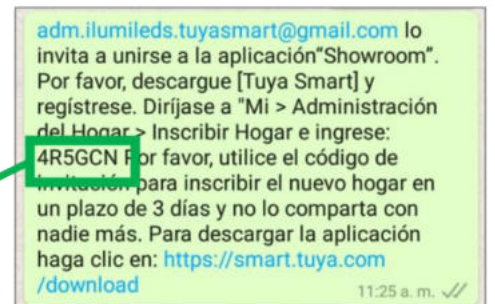 adm.ilumileds.tuyasmart@gmail.com lo
invita a unirse a la aplicación“Showroom”.
Por favor, descargue [Tuya Smart] y
regístrese. Diríjase a "Mi > Administración
del Hogar > Inscribir Hogar e ingrese:
4R5GCN Por favor, utilice el código de
invitación para inscribir el nuevo hogar en
un plazo de 3 días y no lo comparta con
nadie más. Para descargar la aplicación
haga clic en: https://smart.tuya.com
/download
11:25 a. m.